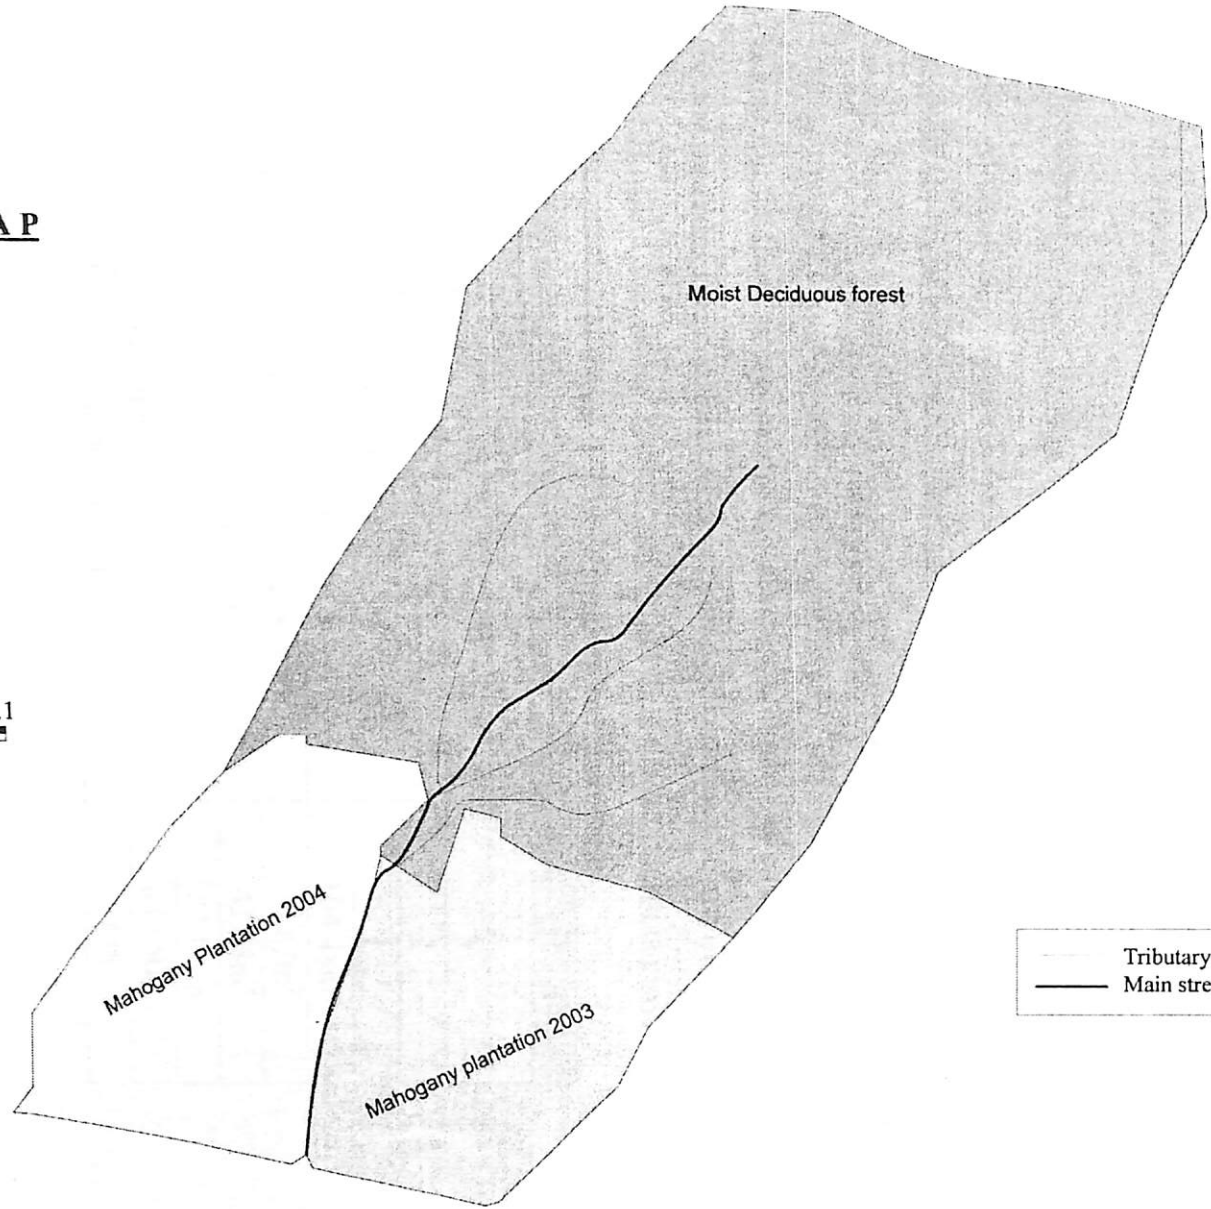 A P
Moist Deciduous forest
.1
Mahogany Plantation 2004
Mahogany plantation 2003
Tributary
Main stre